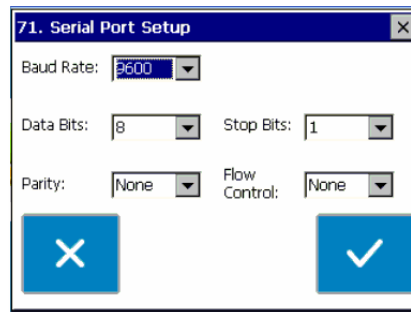 71. Serial Port Setup
Baud Rate: 9600
Data Bits: 8 Stop Bits: 1
Parity: None Flow Control: None